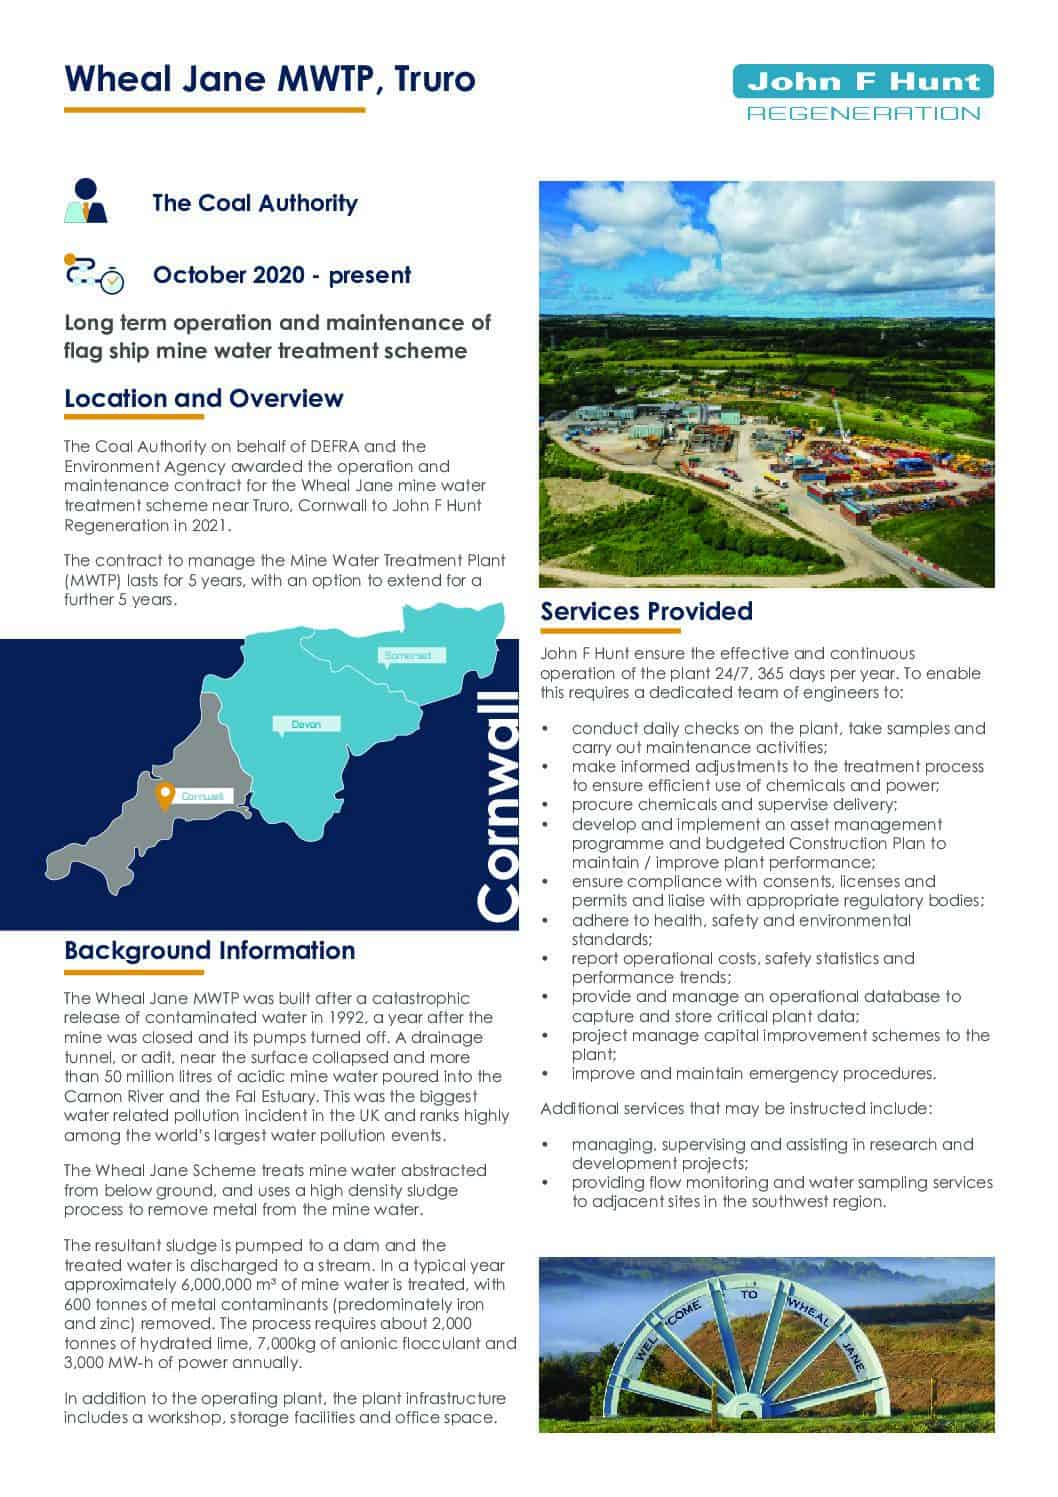 Wheal Jane MWTP, Truro
John F Hunt
REGENERATION
The Coal Authority
October 2020 - present
Long term operation and maintenance of
flag ship mine water treatment scheme
Location and Overview
The Coal Authority on behalf of DEFRA and the
Environment Agency awarded the operation and
maintenance contract for the Wheal Jane mine water
treatment scheme near Truro, Cornwall to John F Hunt
Regeneration in 2021.
The contract to manage the Mine Water Treatment Plant
(MWTP) lasts for 5 years, with an option to extend for a
further 5 years.
Somerset
Devon
Cornwall
Cornwall
Background Information
The Wheal Jane MWTP was built after a catastrophic
release of contaminated water in 1992, a year after the
mine was closed and its pumps turned off. A drainage
tunnel, or adit, near the surface collapsed and more
than 50 million litres of acidic mine water poured into the
Carnon River and the Fal Estuary. This was the biggest
water related pollution incident in the UK and ranks highly
among the world's largest water pollution events.
The Wheal Jane Scheme treats mine water abstracted
from below ground, and uses a high density sludge
process to remove metal from the mine water.
The resultant sludge is pumped to a dam and the
treated water is discharged to a stream. In a typical year
approximately 6,000,000 m³ of mine water is treated, with
600 tonnes of metal contaminants (predominately iron
and zinc) removed. The process requires about 2,000
tonnes of hydrated lime, 7,000kg of anionic flocculant and
3,000 MW-h of power annually.
In addition to the operating plant, the plant infrastructure
includes a workshop, storage facilities and office space.
Services Provided
John F Hunt ensure the effective and continuous
operation of the plant 24/7, 365 days per year. To enable
this requires a dedicated team of engineers to:
• conduct daily checks on the plant, take samples and
carry out maintenance activities;
• make informed adjustments to the treatment process
to ensure efficient use of chemicals and power;
• procure chemicals and supervise delivery;
• develop and implement an asset management
programme and budgeted Construction Plan to
maintain / improve plant performance;
• ensure compliance with consents, licenses and
permits and liaise with appropriate regulatory bodies;
• adhere to health, safety and environmental
standards;
• report operational costs, safety statistics and
performance trends;
• provide and manage an operational database to
capture and store critical plant data;
• project manage capital improvement schemes to the
plant;
• improve and maintain emergency procedures.
Additional services that may be instructed include:
• managing, supervising and assisting in research and
development projects;
• providing flow monitoring and water sampling services
to adjacent sites in the southwest region.
WELCOME TO WHEAL JANE